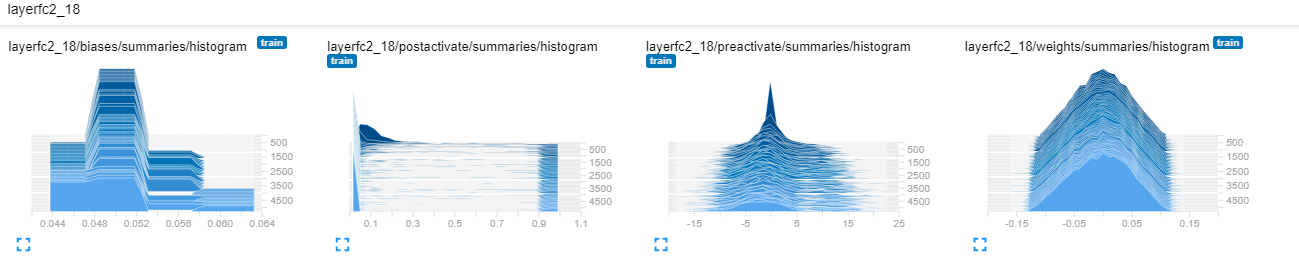 layerfc2_18
layerfc2_18/biases/summaries/histogram train
500
1500
2500
3500
4500
0.044 0.048 0.052 0.056 0.060 0.064
layerfc2_18/postactivate/summaries/histogram
train
500
1500
2500
3500
4500
0.1 0.3 0.5 0.7 0.9 1.1
layerfc2_18/preactivate/summaries/histogram
train
500
1500
2500
3500
4500
-15 -5 5 15 25
layerfc2_18/weights/summaries/histogram train
500
1500
2500
3500
4500
-0.15 -0.05 0.05 0.15